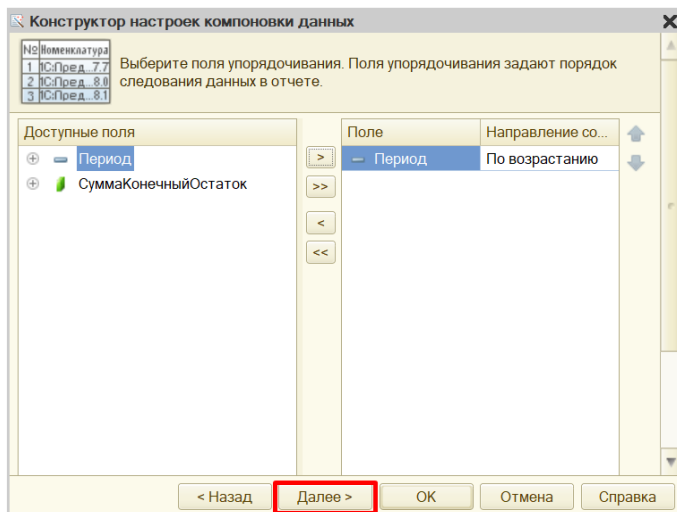 Конструктор настроек компоновки данных
№ Номенклатура
1 1С:Пред...7.7
2 1С:Пред...8.0
3 1С:Пред...8.1
Выберите поля упорядочивания. Поля упорядочивания задают порядок
следования данных в отчете.
Доступные поля
Период
СуммаКонечныйОстаток
>
>>
<
<<
Поле Направление со...
Период По возрастанию
< Назад Далее > OK Отмена Справка